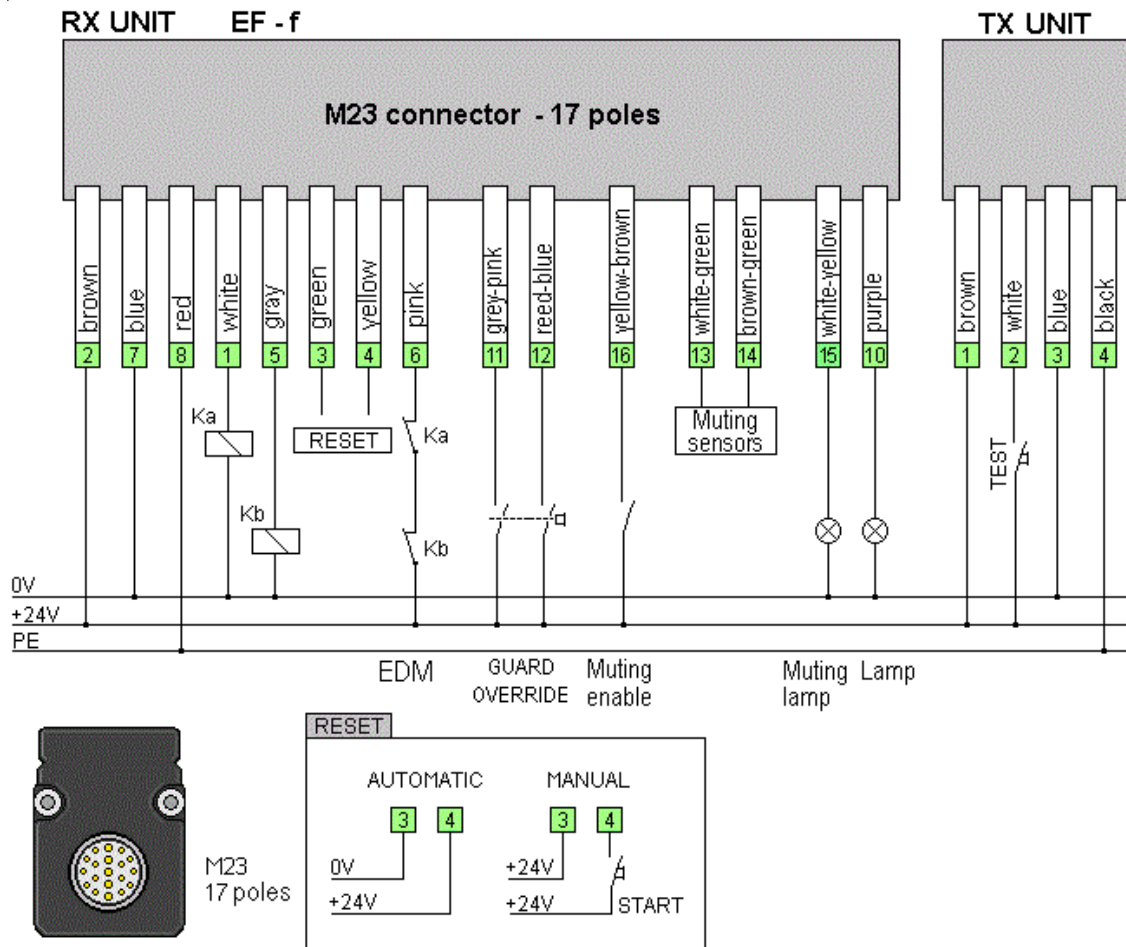 RX UNIT EF - f TX UNIT
M23 connector - 17 poles
brown blue red white gray green yellow pink grey-pink reed-blue yellow-brown white-green brown-green white-yellow purple brown white blue black
2 7 8 1 5 3 4 6 11 12 16 13 14 15 10 1 2 3 4
Ka
RESET
Ka
Muting
sensors
TEST
Kb
Kb
0V
+24V
PE
EDM
GUARD
OVERRIDE
Muting
enable
Muting
lamp
Lamp
RESET
AUTOMATIC MANUAL
3 4 3 4
0V +24V
+24V +24V START
M23
17 poles